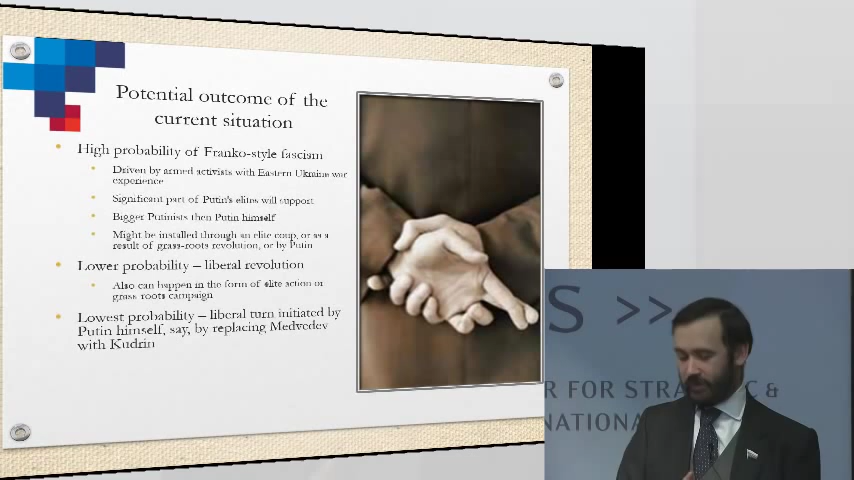 Potential outcome of the
current situation
• High probability of Franko-style fascism
• Driven by armed activists with Eastern Ukraine war
experience
• Significant part of Putin's elites will support
• Bigger Putinists then Putin himself
• Might be installed through an elite coup, or as a
result of grass-roots revolution, or by Putin
• Lower probability – liberal revolution
• Also can happen in the form of elite action or
grass roots campaign
• Lowest probability – liberal turn initiated by
Putin himself, say, by replacing Medvedev
with Kudrin
S >>
R FOR STRA C &
NATIONA